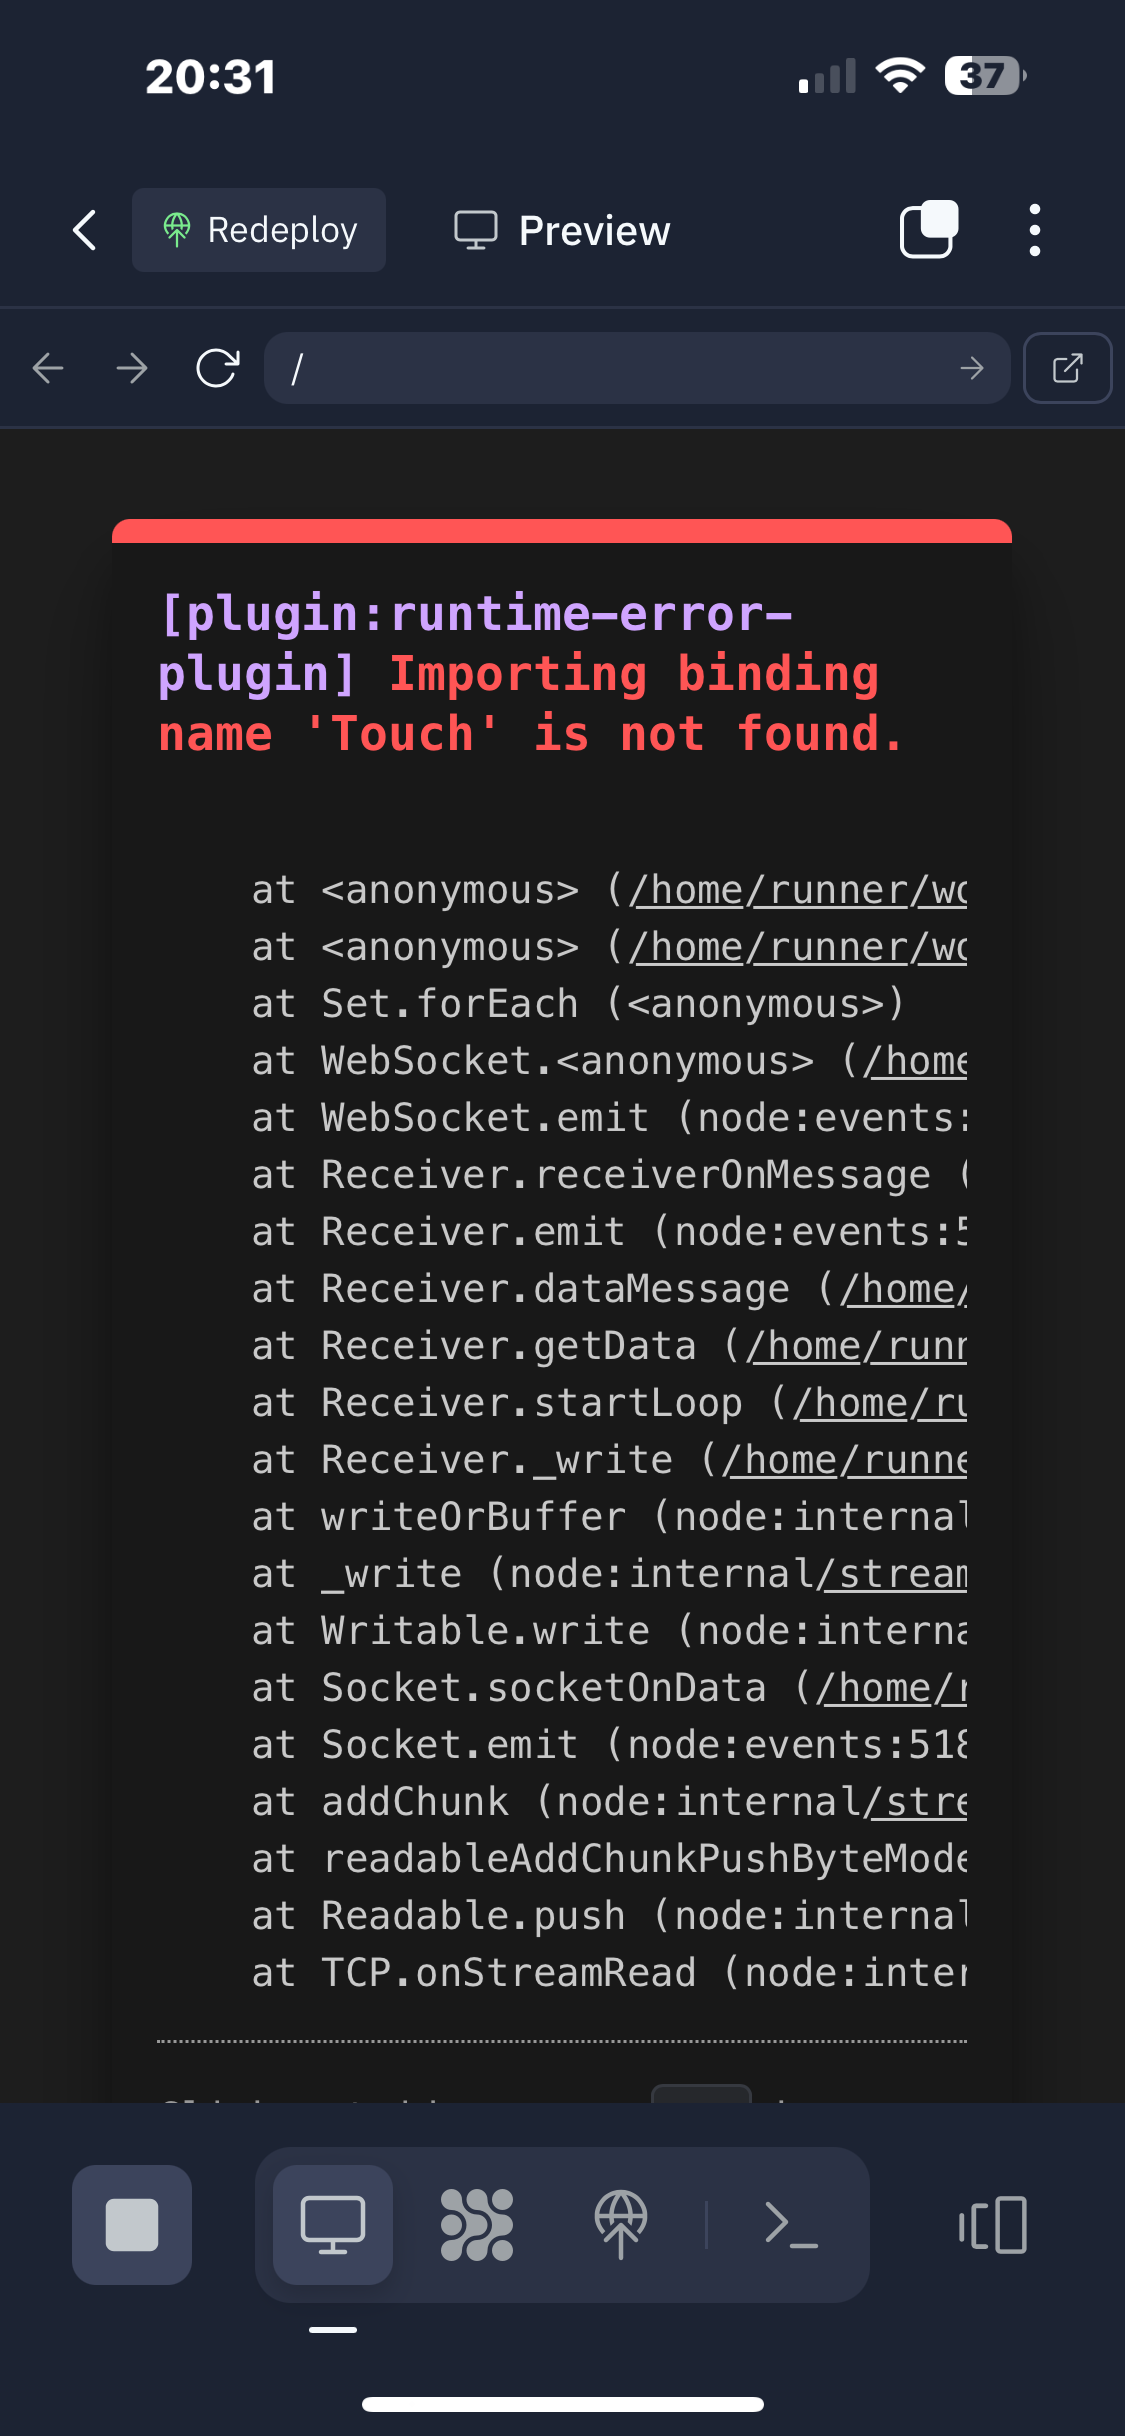 20:31
37
Redeploy
Preview
/
[plugin:runtime-error-
plugin] Importing binding
name 'Touch' is not found.
at <anonymous> (/home/runner/wo
at <anonymous> (/home/runner/wo
at Set.forEach (<anonymous>)
at WebSocket.<anonymous> (/home
at WebSocket.emit (node:events:
at Receiver.receiverOnMessage (
at Receiver.emit (node:events:5
at Receiver.dataMessage (/home/
at Receiver.getData (/home/runn
at Receiver.startLoop (/home/ru
at Receiver._write (/home/runne
at writeOrBuffer (node:internal
at _write (node:internal/stream
at Writable.write (node:interna
at Socket.socketOnData (/home/r
at Socket.emit (node:events:518
at addChunk (node:internal/stre
at readableAddChunkPushByteMode
at Readable.push (node:internal
at TCP.onStreamRead (node:inter